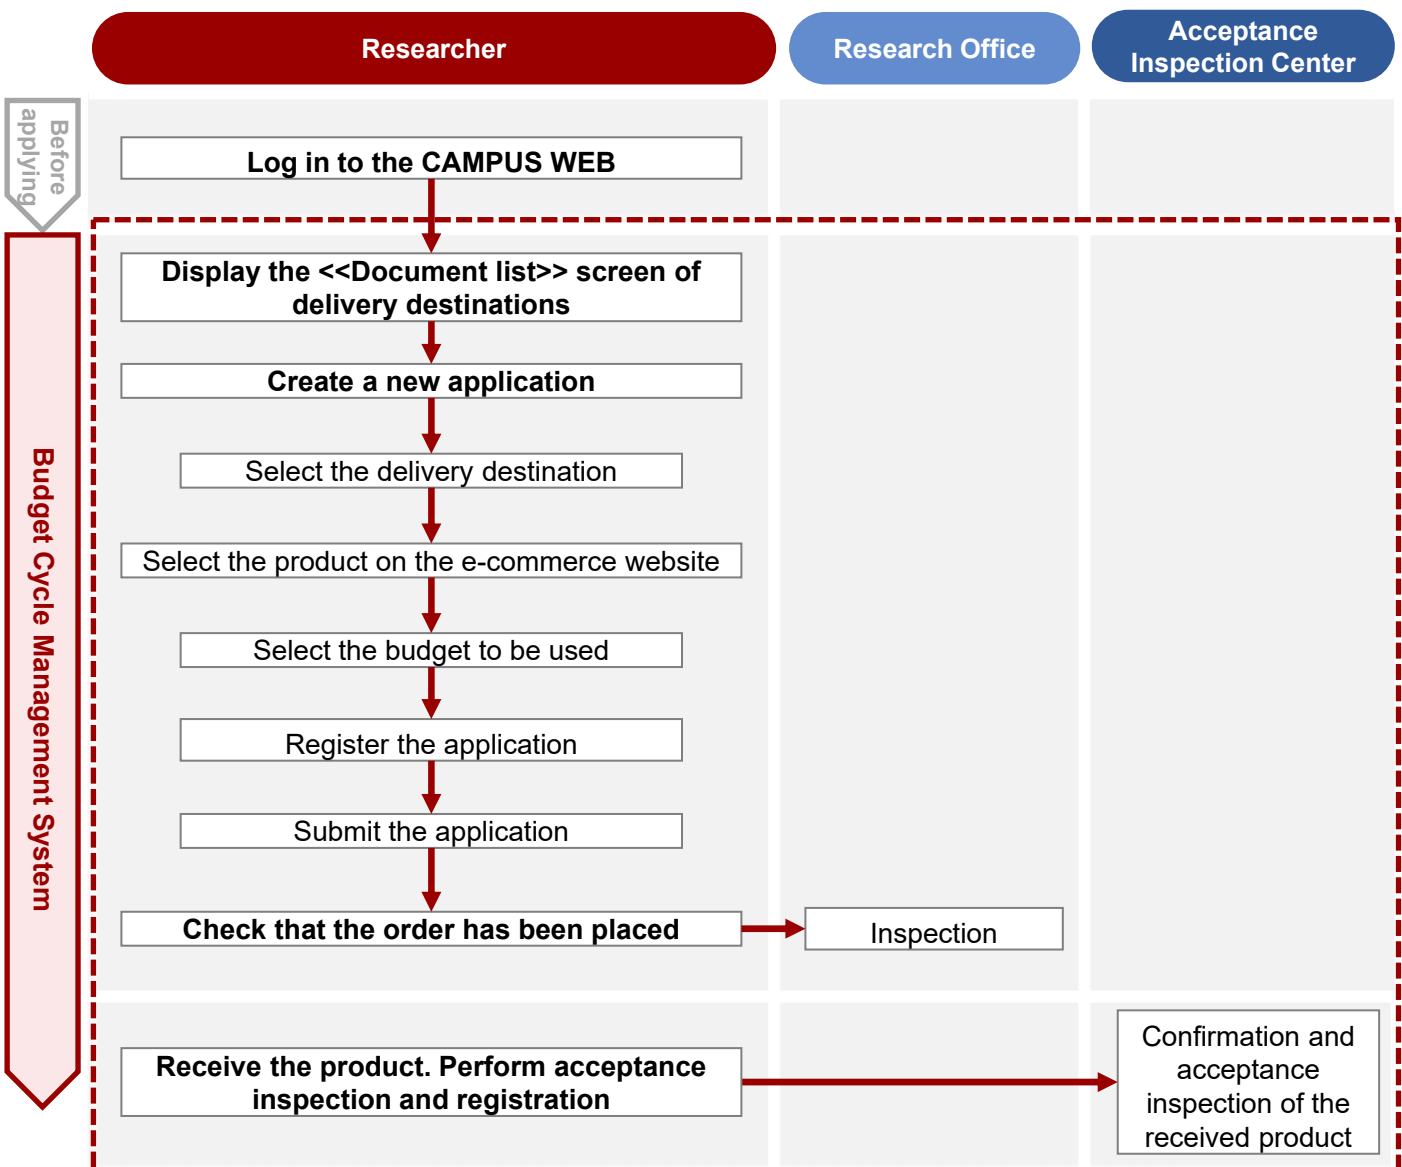 Researcher
Research Office
Acceptance
Inspection Center
Before
applying
Log in to the CAMPUS WEB
Budget Cycle Management System
Display the <<Document list>> screen of
delivery destinations
Create a new application
Select the delivery destination
Select the product on the e-commerce website
Select the budget to be used
Register the application
Submit the application
Check that the order has been placed
Inspection
Receive the product. Perform acceptance
inspection and registration
Confirmation and
acceptance
inspection of the
received product